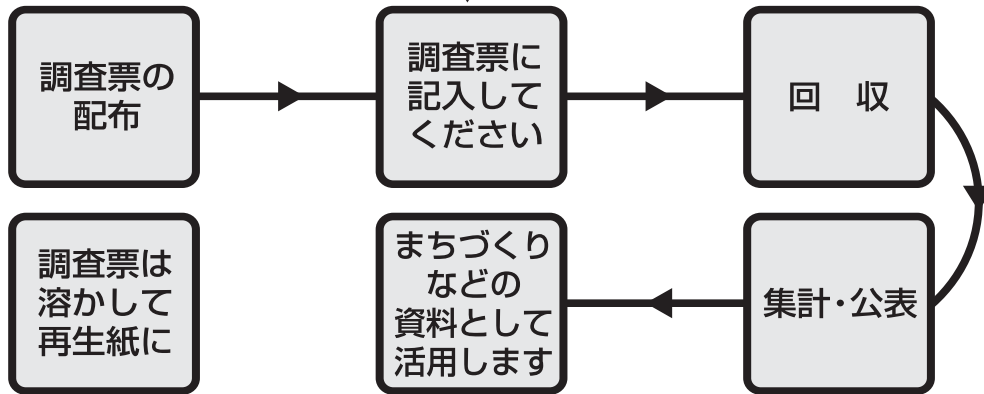 調査票の
配布
調査票に
記入して
ください
回　収
集計・公表
まちづくり
などの
資料として
活用します
調査票は
溶かして
再生紙に